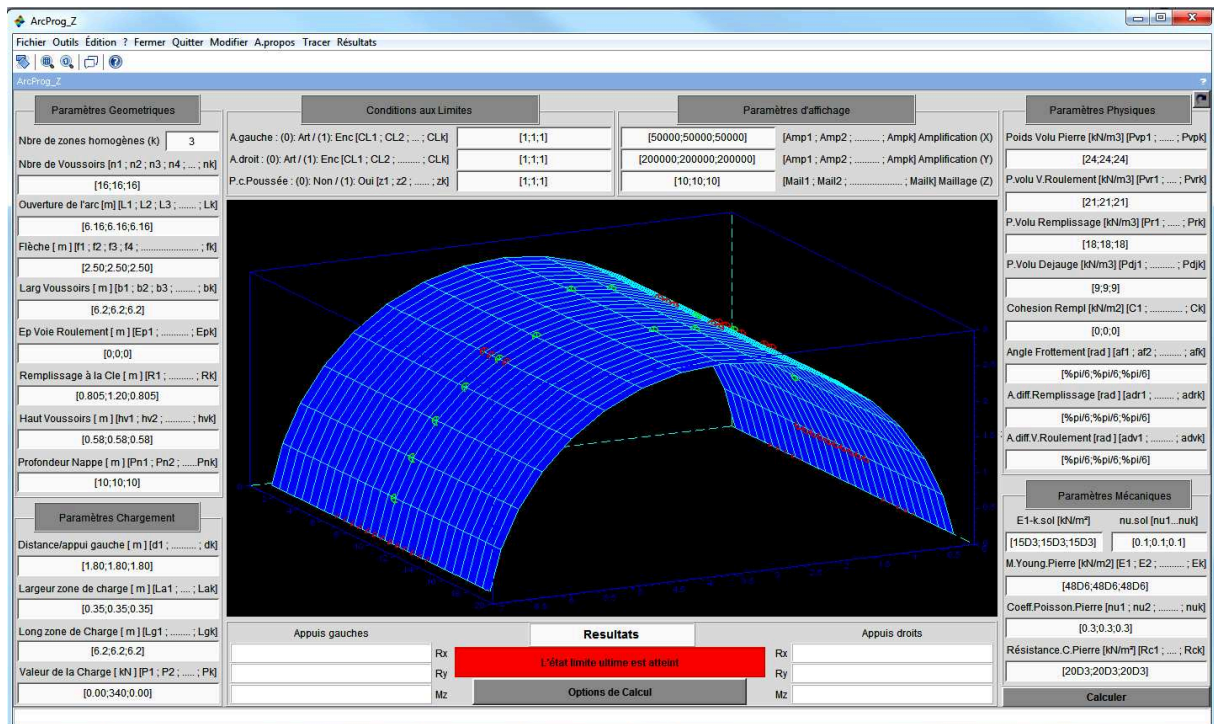 ArcProg_Z
Fichier Outils Édition ? Fermer Quitter Modifier A.propos Tracer Résultats
ArcProg_Z ?
Paramètres Geometriques
Nbre de zones homogènes (k) 3
Nbre de Voussoirs [n1 ; n2 ; n3 ; n4 ; ... ; nk]
[16;16;16]
Ouverture de l'arc[m] [L1 ; L2 ; L3 ; ....... ; Lk]
[6.16;6.16;6.16]
Flèche [ m ] [f1 ; f2 ; f3 ; f4 ; ...................... ; fk]
[2.50;2.50;2.50]
Larg Voussoirs [ m ] [b1 ; b2 ; b3 ; ........ ; bk]
[6.2;6.2;6.2]
Ep Voie Roulement [ m ] [Ep1 ; .......... ; Epk]
[0;0;0]
Remplissage à la Cle [ m ] [R1 ; ......... ; Rk]
[0.805;1.20;0.805]
Haut Voussoirs [ m ] [hv1 ; hv2 ; ......... ; hvk]
[0.58;0.58;0.58]
Profondeur Nappe [ m ] [Pn1 ; Pn2 ; ......Pnk]
[10;10;10]
Paramètres Chargement
Distance/appui gauche [ m ] [d1 ; .......... ; dk]
[1.80;1.80;1.80]
Largeur zone de charge [ m ] [La1 ; .... ; Lak]
[0.35;0.35;0.35]
Long zone de Charge [ m ] [Lg1 ; ........ ; Lgk]
[6.2;6.2;6.2]
Valeur de la Charge [ kN ] [P1 ; P2 ; ..... ; Pk]
[0.00;340;0.00]
Conditions aux Limites
A.gauche : (0): Art / (1): Enc [CL1 ; CL2 ; ... ; CLk] [1;1;1]
A.droit : (0): Art / (1): Enc [CL1 ; CL2 ; ......... ; CLk] [1;1;1]
P.c.Poussée : (0): Non / (1): Oui [z1 ; z2 ; ...... ; zk] [1;1;1]
Paramètres d'affichage
[50000;50000;50000] [Amp1 ; Amp2 ; .......... ; Ampk] Amplification (X)
[200000;200000;200000] [Amp1 ; Amp2 ; .......... ; Ampk] Amplification (Y)
[10;10;10] [Mail1 ; Mail2 ; ..................... ; Mailk] Maillage (Z)
Appuis gauches
Rx
Ry
Mz
Resultats
L'état limite ultime est atteint
Options de Calcul
Appuis droits
Rx
Ry
Mz
Paramètres Physiques
Poids Volu Pierre [kN/m3] [Pvp1 ; ...... ; Pvpk]
[24;24;24]
P.volu V.Roulement [kN/m3] [Pvr1 ; .... ; Pvrk]
[21;21;21]
P.Volu Remplissage [kN/m3] [Pr1 ; ..... ; Prk]
[18;18;18]
P.Volu Dejauge [kN/m3] [Pdj1 ; .......... ; Pdjk]
[9;9;9]
Cohesion Rempl [kN/m2] [C1 ; ............. ; Ck]
[0;0;0]
Angle Frottement [rad ] [af1 ; af2 ; ........ ; afk]
[%pi/6;%pi/6;%pi/6]
A.diff.Remplissage [rad ] [adr1 ; ........ ; adrk]
[%pi/6;%pi/6;%pi/6]
A.diff.V.Roulement [rad ] [adv1 ; ......... ; advk]
[%pi/6;%pi/6;%pi/6]
Paramètres Mécaniques
E1-k.sol [kN/m²] nu.sol [nu1...nuk]
[15D3;15D3;15D3] [0.1;0.1;0.1]
M.Young.Pierre [kN/m2] [E1 ; E2 ; ......... ; Ek]
[48D6;48D6;48D6]
Coeff.Poisson.Pierre [nu1 ; nu2 ; ....... ; nuk]
[0.3;0.3;0.3]
Résistance.C.Pierre [kN/m²] [Rc1 ; .... ; Rck]
[20D3;20D3;20D3]
Calculer